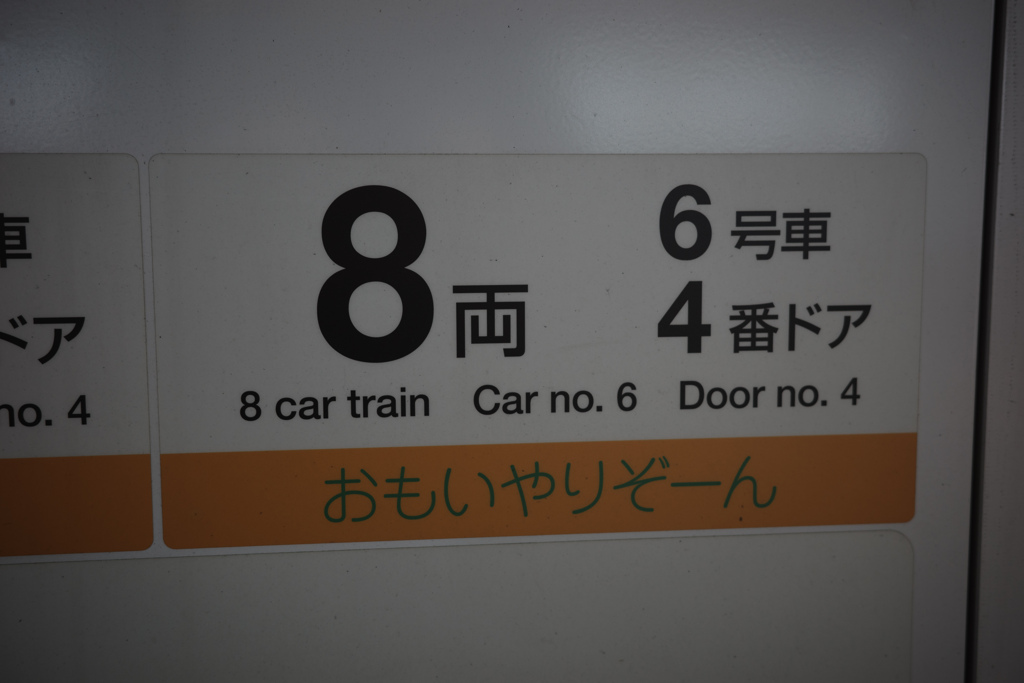 車
ドア
no. 4
8両
6号車
4番ドア
8 car train Car no. 6 Door no. 4
おもいやりぞーん